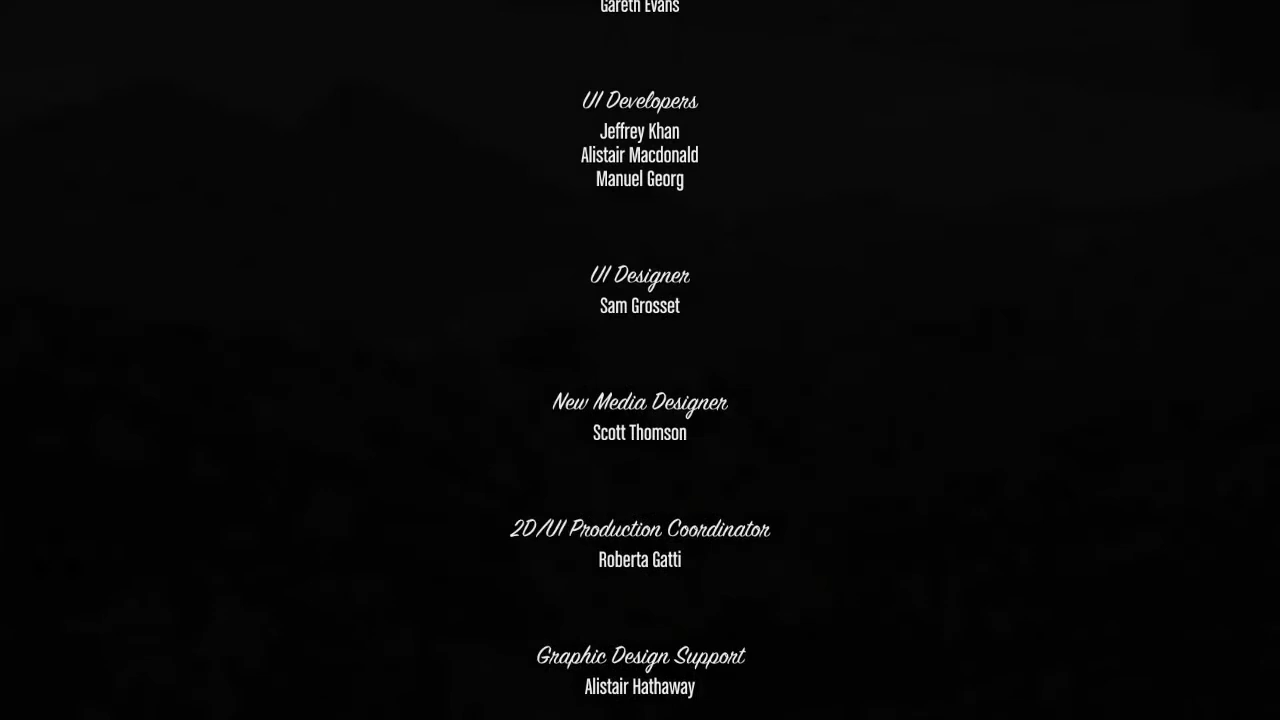 Gareth Evans
UI Developers
Jeffrey Khan
Alistair Macdonald
Manuel Georg
UI Designer
Sam Grosset
New Media Designer
Scott Thomson
2D/UI Production Coordinator
Roberta Gatti
Graphic Design Support
Alistair Hathaway